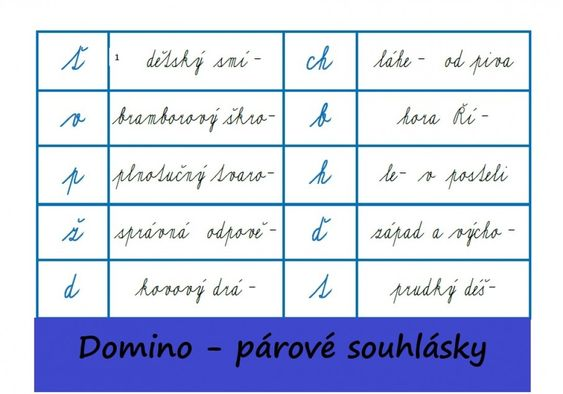 ť 1 dětský smí - ch láhe - od piva
v bramborový škro- b hora Ří -
p plnotučný tvaro- h le- v posteli
ž správná odpově - ď západ a výcho -
d kovový drá - t prudký déš-
Domino - párové souhlásky